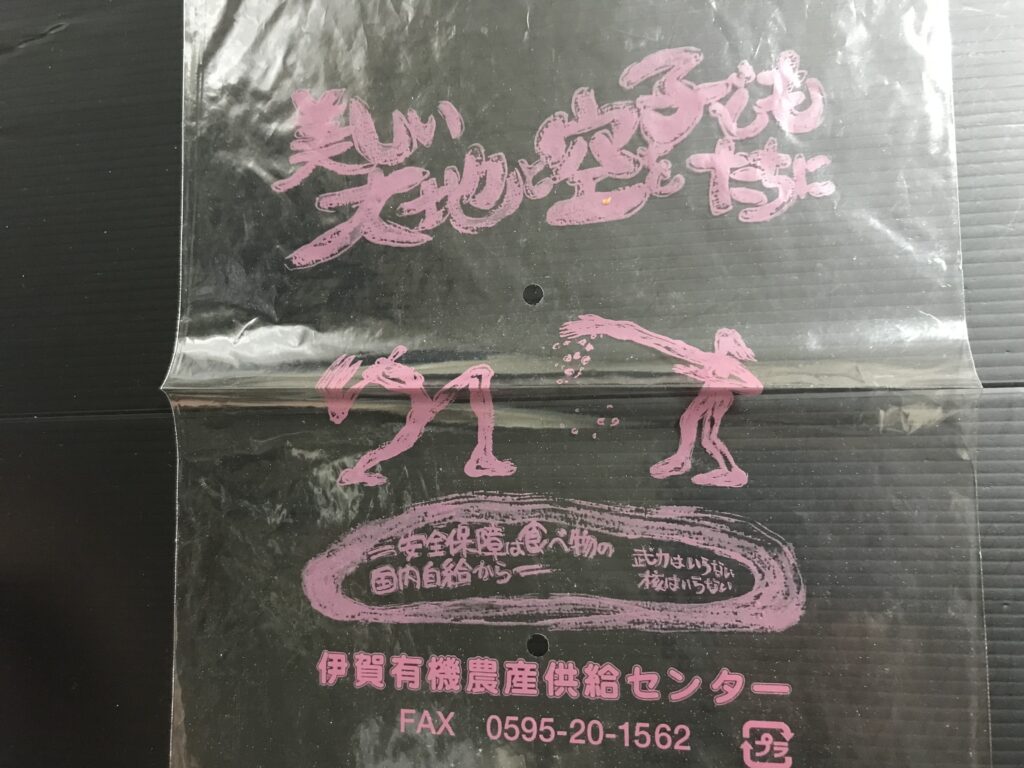 美しい
大地と空を
子ども
たちに
二安全保障は食べ物の
国内自給から一
武力はいらない
核はいらない
伊賀有機農産供給センター
FAX 0595-20-1562
プラ